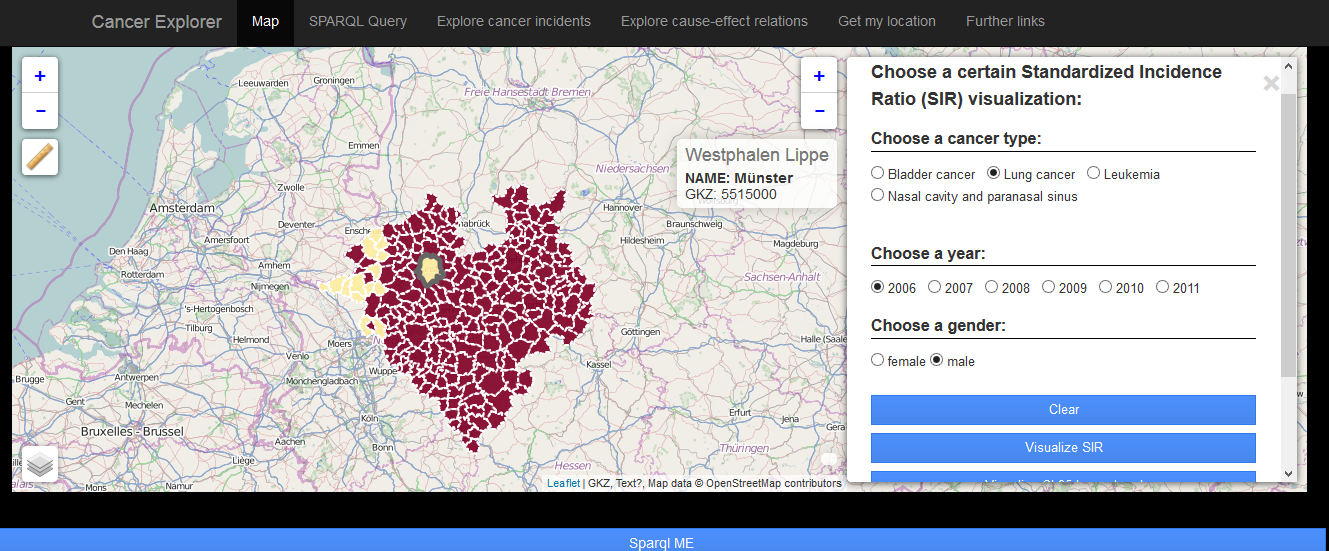 Cancer Explorer Map SPARQL Query Explore cancer incidents Explore cause-effect relations Get my location Further links
+
−
+
−
Westphalen Lippe
NAME: Münster
GKZ: 5515000
Leeuwarden
Groningen
Freie Hansestadt Bremen
Emmen
Niedersachsen
Zwolle
Amsterdam
Hannover
Deventer
Braunschweig
Amersfoort
Hildesheim
Magdeburg
Den Haag
Arnhem
Rotterdam
Nijmegen
Sachsen-Anhalt
's-Hertogenbosch
Tilburg
Göttingen
Helmond
Moers
Halle (Saale
Venlo
Kassel
Brugge
Antwerpen
Mönchengladbach
Mechelen
Köln
Erfurt
Jena
Gera
Bruxelles - Brussel
Aachen
Bonn
Thüringen
Liège
Hessen
Mons
Namur
Leaflet | GKZ, Text?, Map data © OpenStreetMap contributors
Choose a certain Standardized Incidence
Ratio (SIR) visualization:
×
Choose a cancer type:
Bladder cancer Lung cancer Leukemia
Nasal cavity and paranasal sinus
Choose a year:
2006 2007 2008 2009 2010 2011
Choose a gender:
female male
Clear
Visualize SIR
Sparql ME